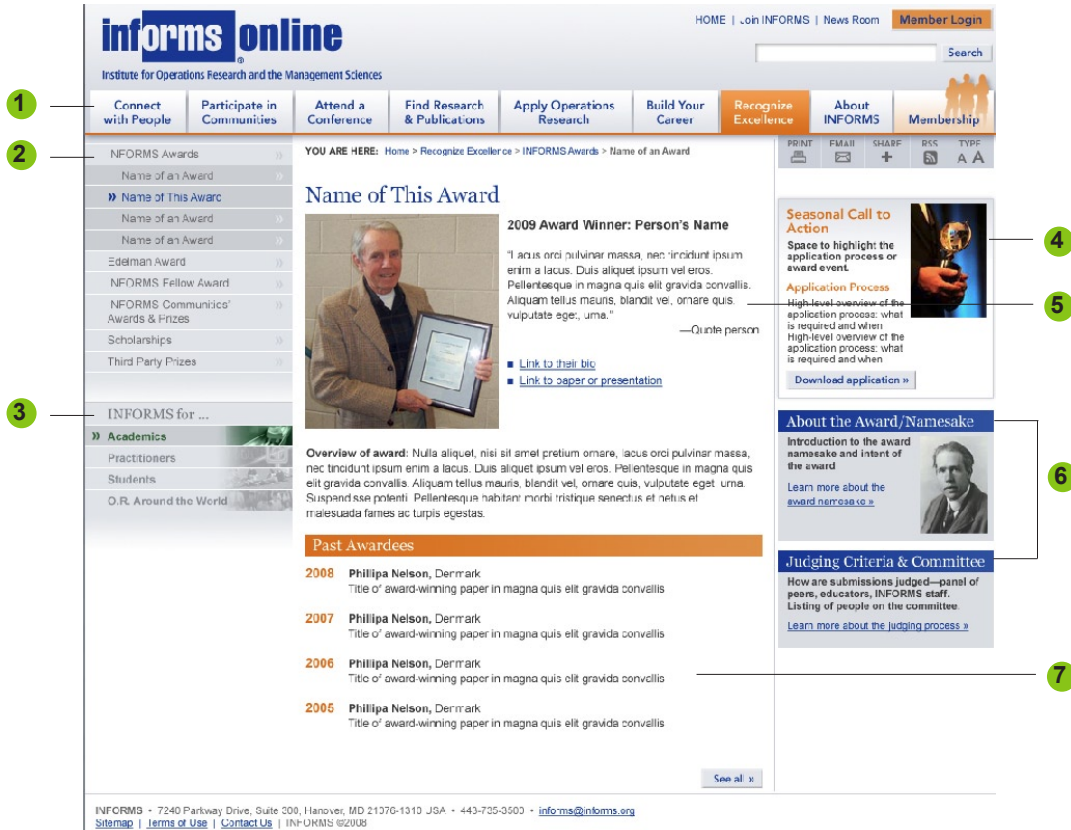 HOME | Join INFORMS | News Room Member Login
informs online
®
Search
Institute for Operations Research and the Management Sciences
1
Connect with People
Participate in Communities
Attend a Conference
Find Research & Publications
Apply Operations Research
Build Your Career
Recognize Excellence
About INFORMS
Membership
2
NFORMS Awards »
Name of an Award »
» Name of This Award
Name of an Award »
Name of an Award »
Edelman Award »
NFORMS Fellow Award »
NFORMS Communities' »
Awards & Prizes
Scholarships »
Third Party Prizes »
3
INFORMS for ...
» Academics
Practitioners
Students
O.R. Around the World
YOU ARE HERE: Home > Recognize Excellence > INFORMS Awards > Name of an Award
PRINT EMAIL SHARE RSS TYPE
+ A A
Name of This Award
2009 Award Winner: Person's Name
"Lacus orci pulvinar massa, nec tincidunt ipsum
enim a lacus. Duis aliquet ipsum vel eros.
Pellentesque in magna quis elit gravida convallis.
Aliquam tellus mauris, blandit vel, ornare quis,
vulputate eget, urna."
—Quote person
5
■ Link to their bio
■ Link to paper or presentation
Overview of award: Nulla aliquet, nisi sit amet pretium ornare, lacus orci pulvinar massa,
nec tincidunt ipsum enim a lacus. Duis aliquet ipsum vel eros. Pellentesque in magna quis
elit gravida convallis. Aliquam tellus mauris, blandit vel, ornare quis, vulputate eget, urna.
Suspendisse potenti. Pellentesque habitant morbi tristique senectus et netus et
malesuada fames ac turpis egestas.
Past Awardees
2008 Phillipa Nelson, Denmark
Title of award-winning paper in magna quis elit gravida convallis
2007 Phillipa Nelson, Denmark
Title of award-winning paper in magna quis elit gravida convallis
2006 Phillipa Nelson, Denmark
Title of award-winning paper in magna quis elit gravida convallis
2005 Phillipa Nelson, Denmark
Title of award-winning paper in magna quis elit gravida convallis
7
See all »
Seasonal Call to
Action
Space to highlight the
application process or
award event.
Application Process
High-level overview of the
application process: what
is required and when
High-level overview of the
application process: what
is required and when
Download application »
4
About the Award/Namesake
Introduction to the award
namesake and intent of
the award
Learn more about the
award namesake »
6
Judging Criteria & Committee
How are submissions judged—panel of
peers, educators, INFORMS staff.
Listing of people on the committee.
Learn more about the judging process »
INFORMS • 7240 Parkway Drive, Suite 300, Hanover, MD 21076-1310 USA • 443-735-3500 • informs@informs.org
Sitemap | Terms of Use | Contact Us | INFORMS ©2008